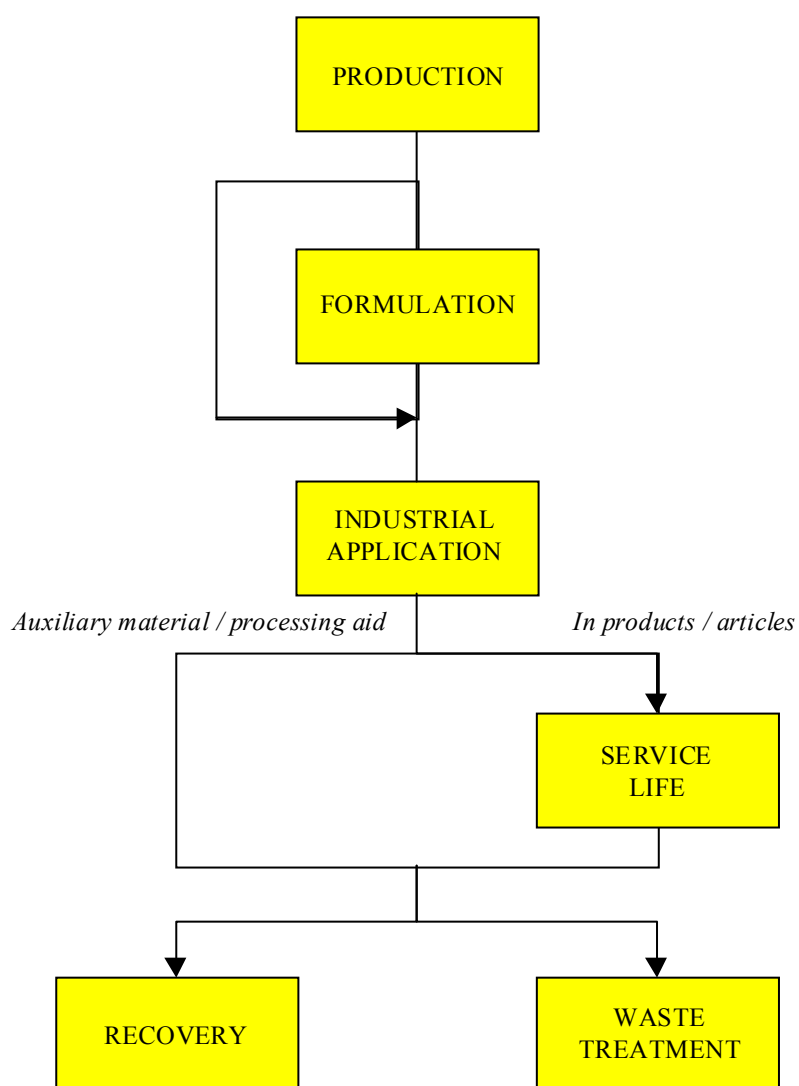 PRODUCTION
FORMULATION
INDUSTRIAL
APPLICATION
Auxiliary material / processing aid
In products / articles
SERVICE
LIFE
RECOVERY
WASTE
TREATMENT